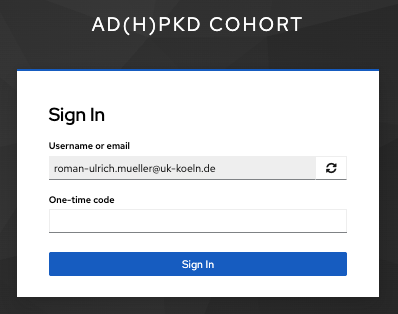 AD(H)PKD COHORT
Sign In
Username or email
roman-ulrich.mueller@uk-koeln.de
One-time code
Sign In